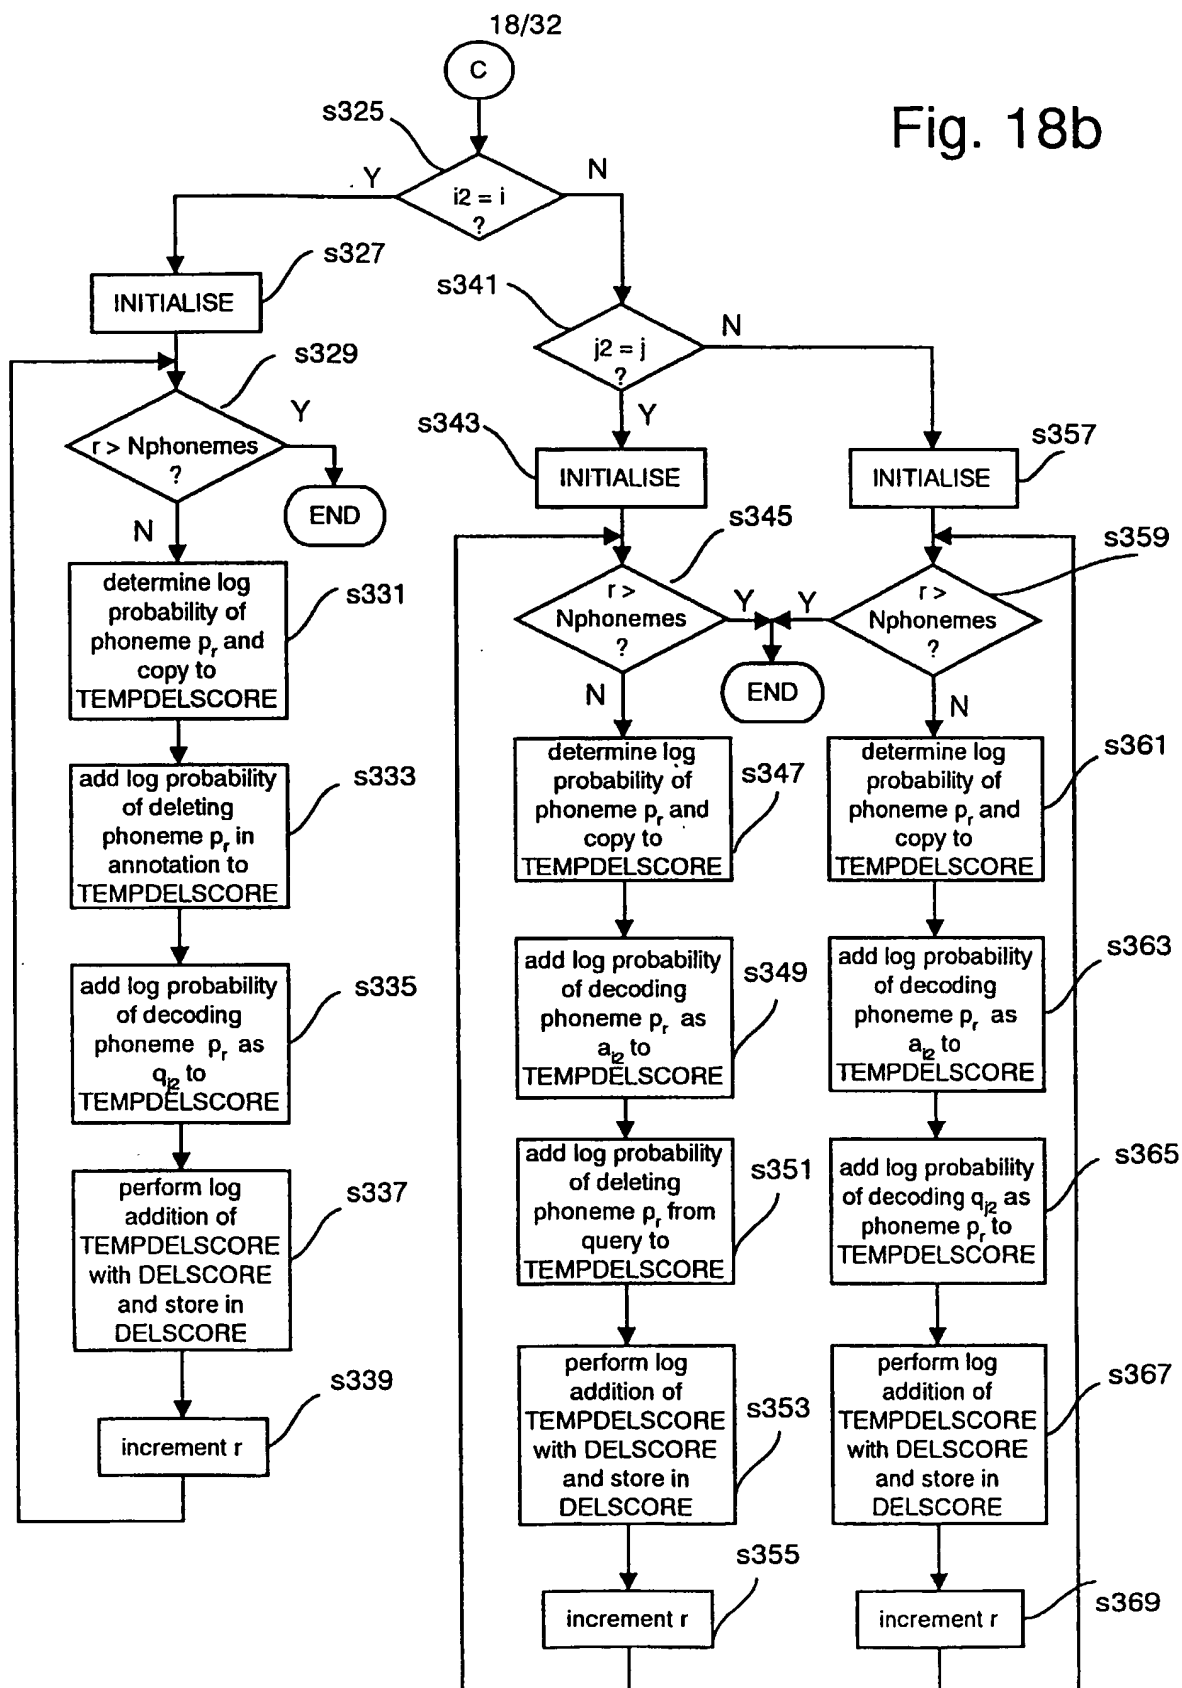 18/32
C
Fig. 18b
s325
Y
N
i2 = i
?
s327
INITIALISE
s341
N
j2 = j
?
Y
s329
r > Nphonemes
?
Y
END
N
s343
INITIALISE
s357
INITIALISE
s345
r >
Nphonemes
?
Y
N
s359
r >
Nphonemes
?
Y
N
END
determine log
probability of
phoneme pr and
copy to
TEMPDELSCORE
s331
add log probability
of deleting
phoneme pr in
annotation to
TEMPDELSCORE
s333
add log probability
of decoding
phoneme pr as
qj2 to
TEMPDELSCORE
s335
perform log
addition of
TEMPDELSCORE
with DELSCORE
and store in
DELSCORE
s337
increment r
s339
determine log
probability of
phoneme pr and
copy to
TEMPDELSCORE
s347
add log probability
of decoding
phoneme pr as
ai2 to
TEMPDELSCORE
s349
add log probability
of deleting
phoneme pr from
query to
TEMPDELSCORE
s351
perform log
addition of
TEMPDELSCORE
with DELSCORE
and store in
DELSCORE
s353
increment r
s355
determine log
probability of
phoneme pr and
copy to
TEMPDELSCORE
s361
add log probability
of decoding
phoneme pr as
ai2 to
TEMPDELSCORE
s363
add log probability
of decoding qj2 as
phoneme pr to
TEMPDELSCORE
s365
perform log
addition of
TEMPDELSCORE
with DELSCORE
and store in
DELSCORE
s367
increment r
s369